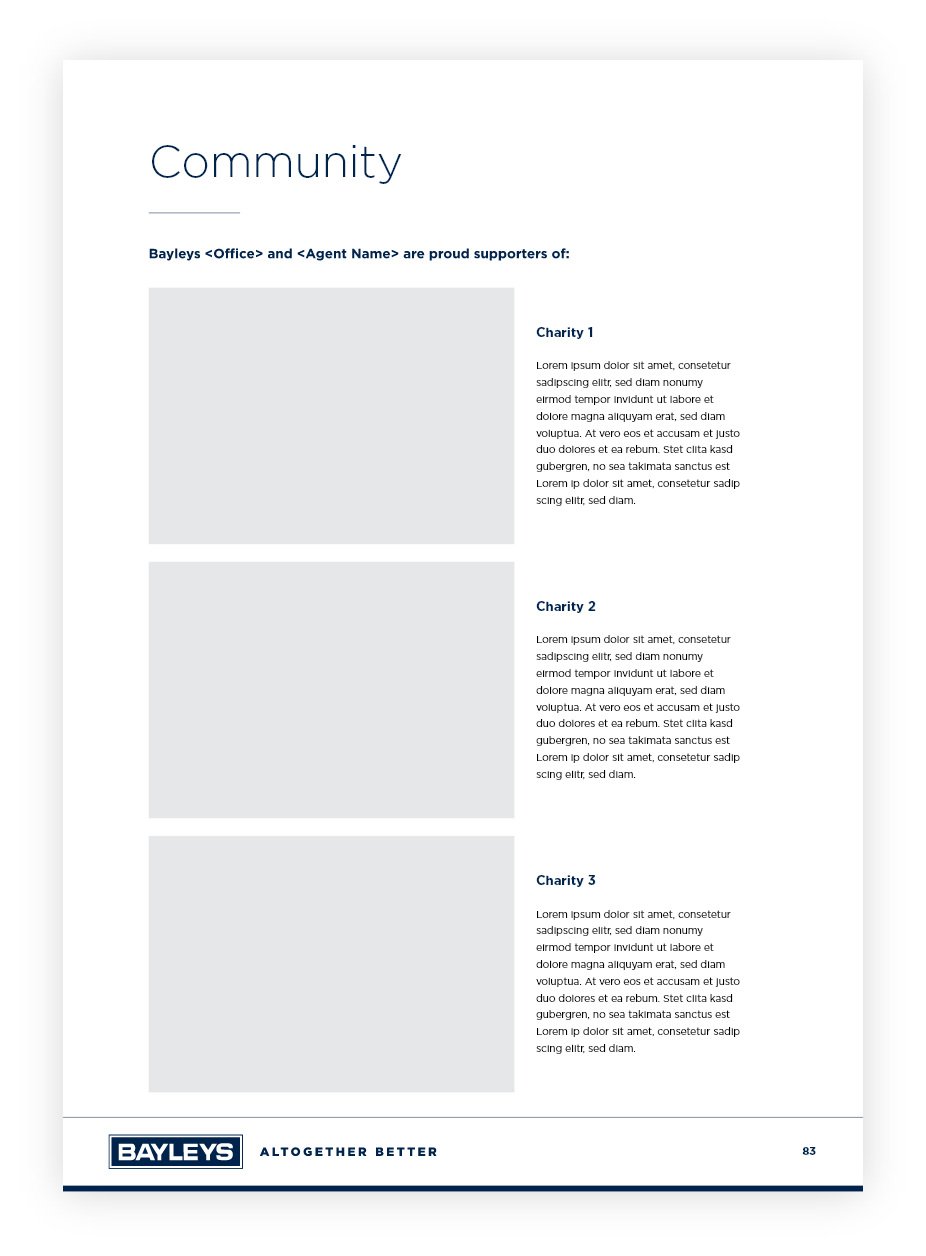 Community
Bayleys <Office> and <Agent Name> are proud supporters of:
Charity 1
Lorem ipsum dolor sit amet, consetetur
sadipscing elitr, sed diam nonumy
eirmod tempor invidunt ut labore et
dolore magna aliquyam erat, sed diam
voluptua. At vero eos et accusam et justo
duo dolores et ea rebum. Stet clita kasd
gubergren, no sea takimata sanctus est
Lorem ip dolor sit amet, consetetur sadip
scing elitr, sed diam.
Charity 2
Lorem ipsum dolor sit amet, consetetur
sadipscing elitr, sed diam nonumy
eirmod tempor invidunt ut labore et
dolore magna aliquyam erat, sed diam
voluptua. At vero eos et accusam et justo
duo dolores et ea rebum. Stet clita kasd
gubergren, no sea takimata sanctus est
Lorem ip dolor sit amet, consetetur sadip
scing elitr, sed diam.
Charity 3
Lorem ipsum dolor sit amet, consetetur
sadipscing elitr, sed diam nonumy
eirmod tempor invidunt ut labore et
dolore magna aliquyam erat, sed diam
voluptua. At vero eos et accusam et justo
duo dolores et ea rebum. Stet clita kasd
gubergren, no sea takimata sanctus est
Lorem ip dolor sit amet, consetetur sadip
scing elitr, sed diam.
BAYLEYS ALTOGETHER BETTER 83